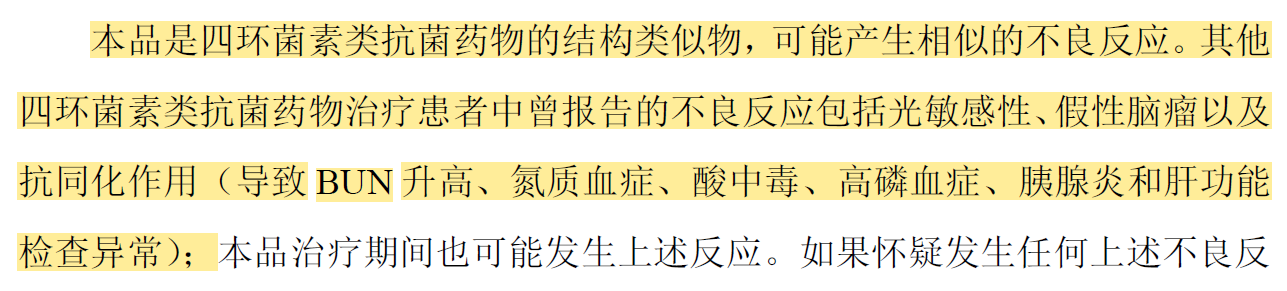 本品是四环菌素类抗菌药物的结构类似物，可能产生相似的不良反应。其他
四环菌素类抗菌药物治疗患者中曾报告的不良反应包括光敏感性、假性脑瘤以及
抗同化作用（导致 BUN 升高、氮质血症、酸中毒、高磷血症、胰腺炎和肝功能
检查异常）；本品治疗期间也可能发生上述反应。如果怀疑发生任何上述不良反